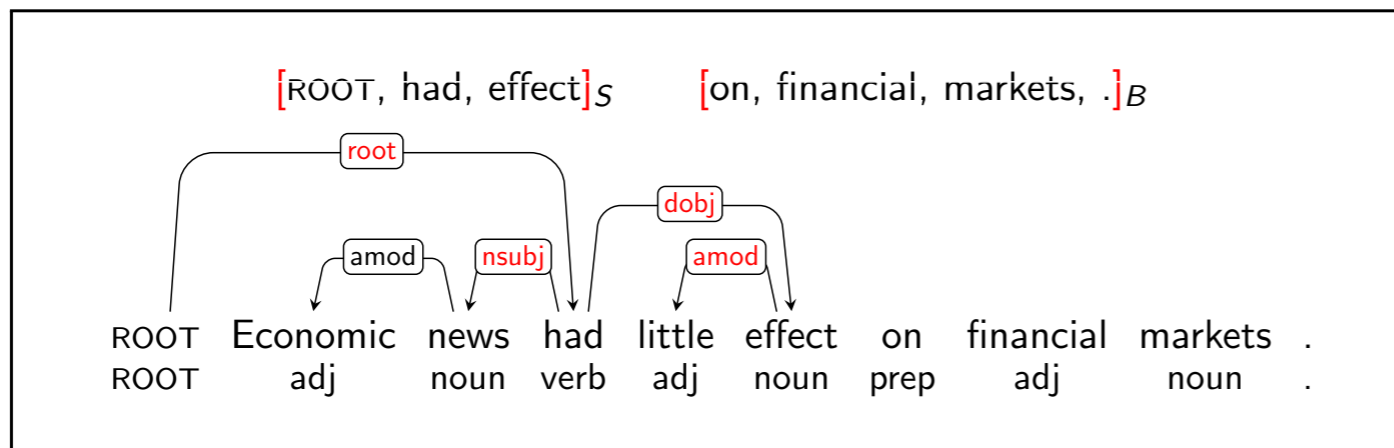 [ROOT, had, effect]S [on, financial, markets, .]B
root
dobj
amod nsubj amod
ROOT Economic news had little effect on financial markets .
ROOT adj noun verb adj noun prep adj noun .